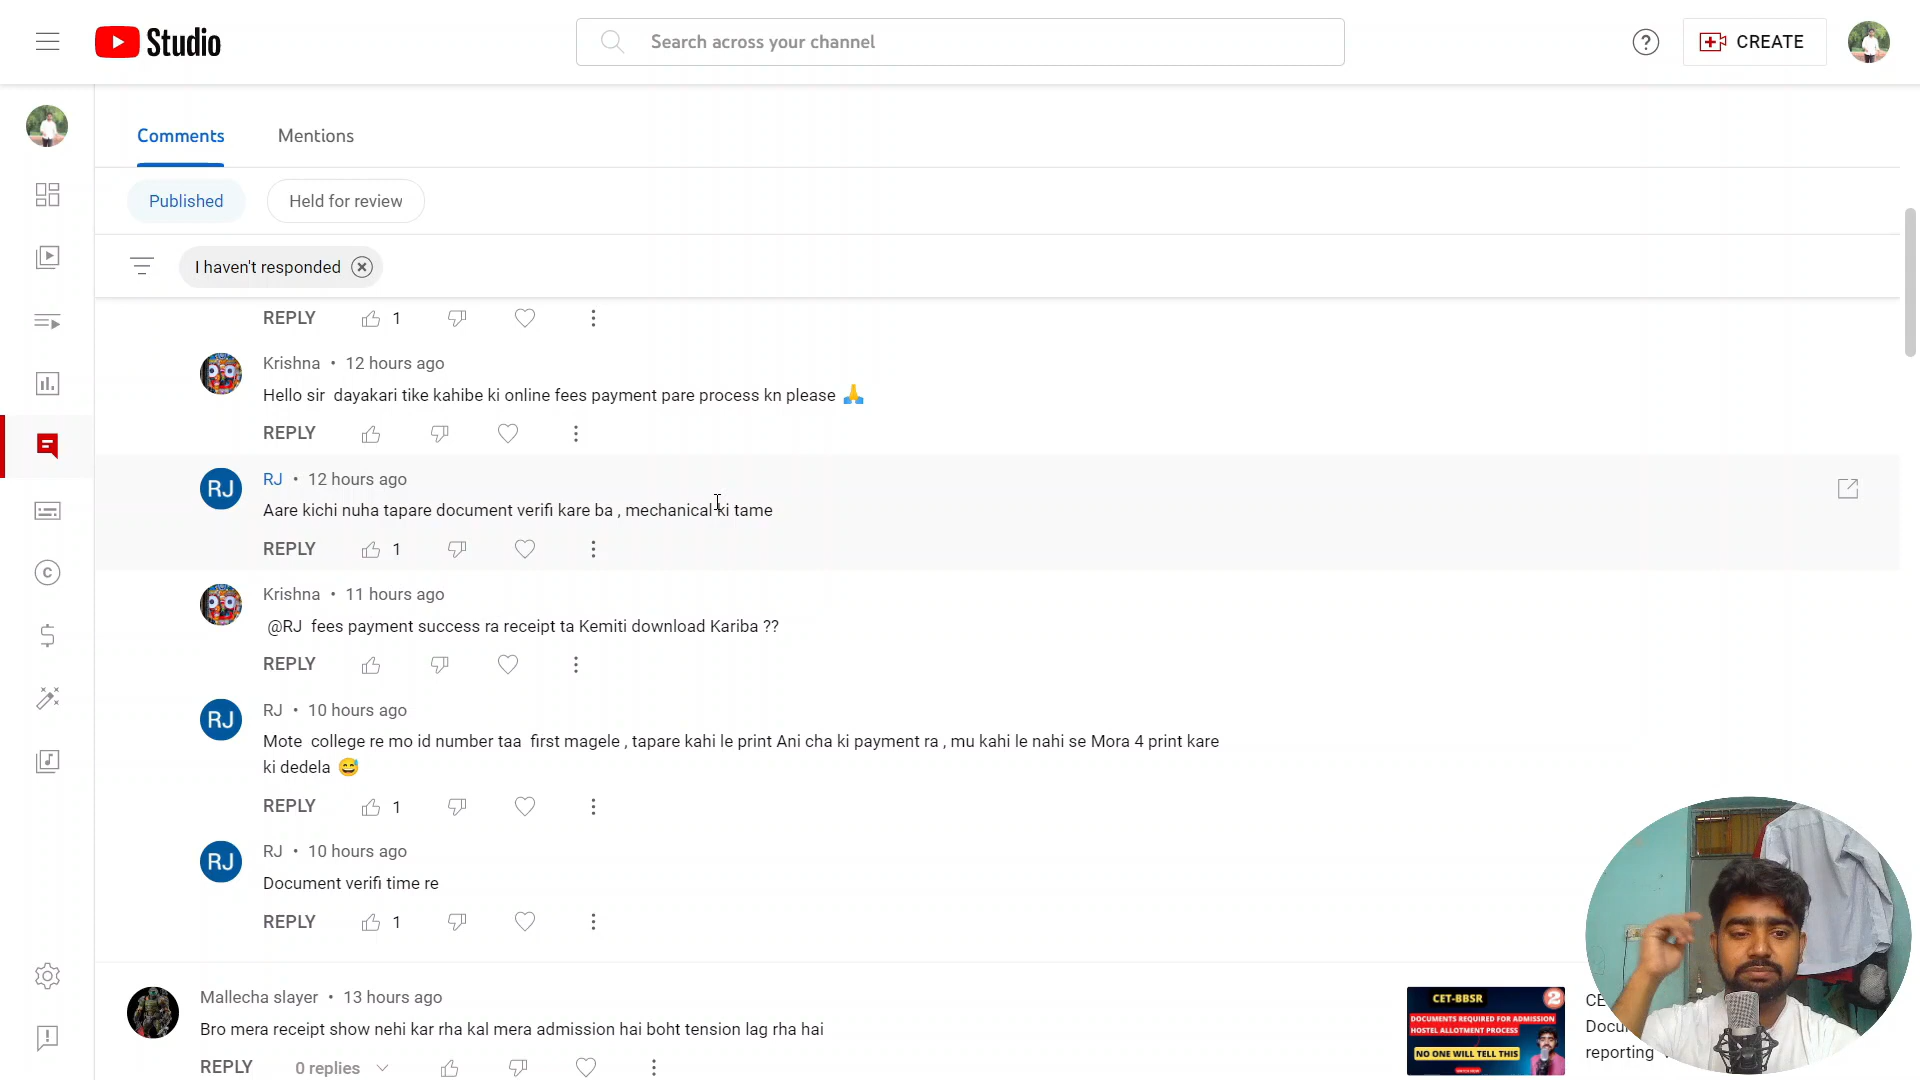 Studio
Search across your channel
CREATE
Comments
Mentions
Published
Held for review
I haven't responded
REPLY 1
Krishna • 12 hours ago
Hello sir dayakari tike kahibe ki online fees payment pare process kn please 🙏
REPLY
RJ
RJ • 12 hours ago
Aare kichi nuha tapare document verifi kare ba , mechanical ki tame
REPLY 1
Krishna • 11 hours ago
@RJ fees payment success ra receipt ta Kemiti download Kariba ??
REPLY
RJ
RJ • 10 hours ago
Mote college re mo id number taa first magele , tapare kahi le print Ani cha ki payment ra , mu kahi le nahi se Mora 4 print kare
ki dedela 😅
REPLY 1
RJ
RJ • 10 hours ago
Document verifi time re
REPLY 1
Mallecha slayer • 13 hours ago
Bro mera receipt show nehi kar rha kal mera admission hai boht tension lag rha hai
REPLY 0 replies
CET-BBSR 2
DOCUMENTS REQUIRED FOR ADMISSION
HOSTEL ALLOTMENT PROCESS
NO ONE WILL TELL THIS
CE
Docu
reporting